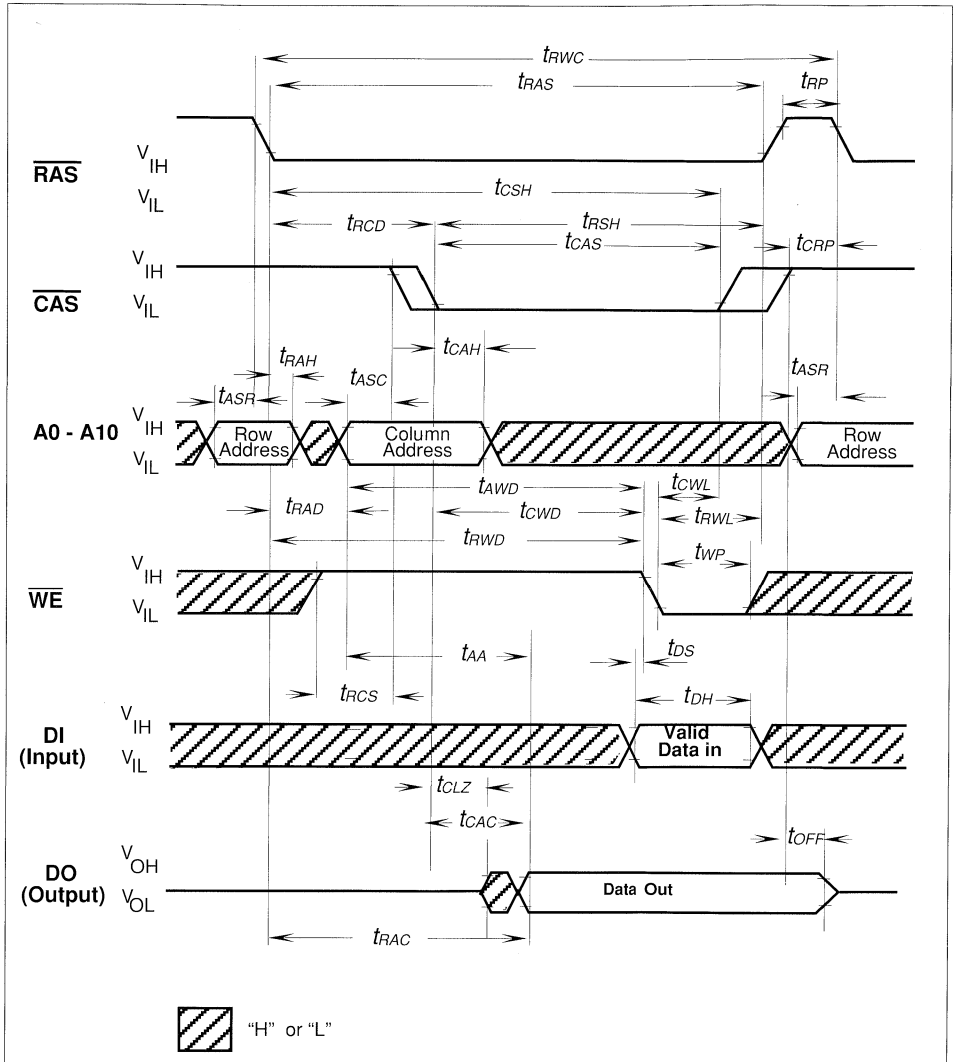 tRWC
tRAS
tRP
RAS
VIH
VIL
tCSH
tRCD
tRSH
tCAS
tCRP
CAS
VIH
VIL
tCAH
tRAH
tASC
tASR
tASR
A0 - A10
VIH
VIL
Row Address
Column Address
Row Address
tAWD
tCWL
tRAD
tCWD
tRWL
tRWD
tWP
WE
VIH
VIL
tAA
tDS
tRCS
tDH
DI
(Input)
VIH
VIL
Valid
Data in
tCLZ
tCAC
tOFF
DO
(Output)
VOH
VOL
Data Out
tRAC
"H" or "L"